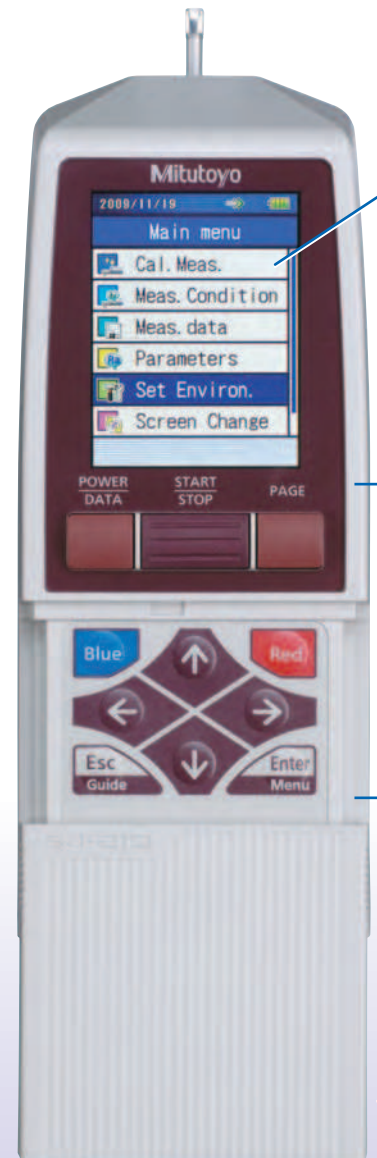 Mitutoyo
2009/11/19
Main menu
Cal.Meas.
Meas.Condition
Meas.data
Parameters
Set Environ.
Screen Change
POWER START PAGE
DATA STOP
Blue Red
Esc Enter
Guide Menu